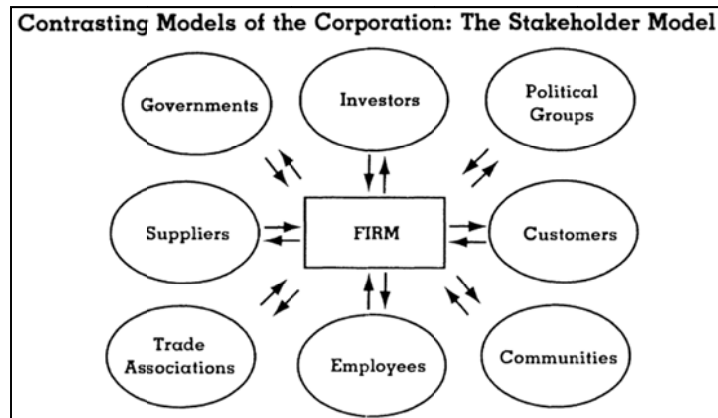 Contrasting Models of the Corporation: The Stakeholder Model
Governments
Investors
Political
Groups
Suppliers
FIRM
Customers
Trade
Associations
Employees
Communities